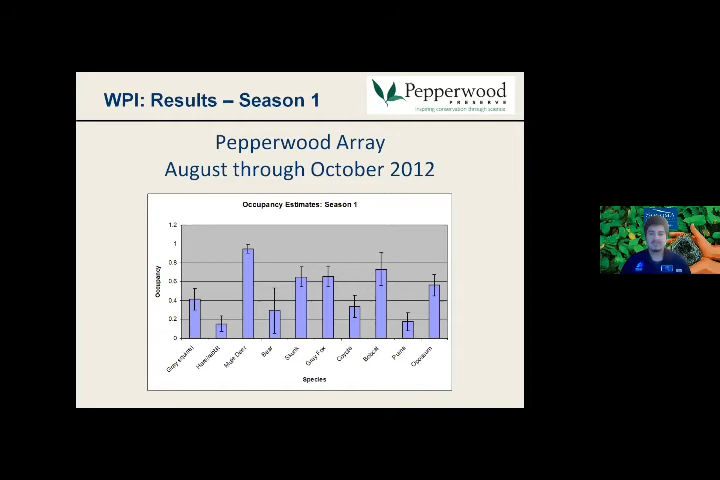 WPI: Results – Season 1
Pepperwood
PRESERVE
Inspiring conservation through science
Pepperwood Array
August through October 2012
Occupancy Estimates: Season 1
1.2
1
0.8
0.6
0.4
0.2
0
Occupancy
Grey squirrel
Mule Deer
Bear
Skunk
Gray Fox
Coyote
Bobcat
Puma
Opossum
Species